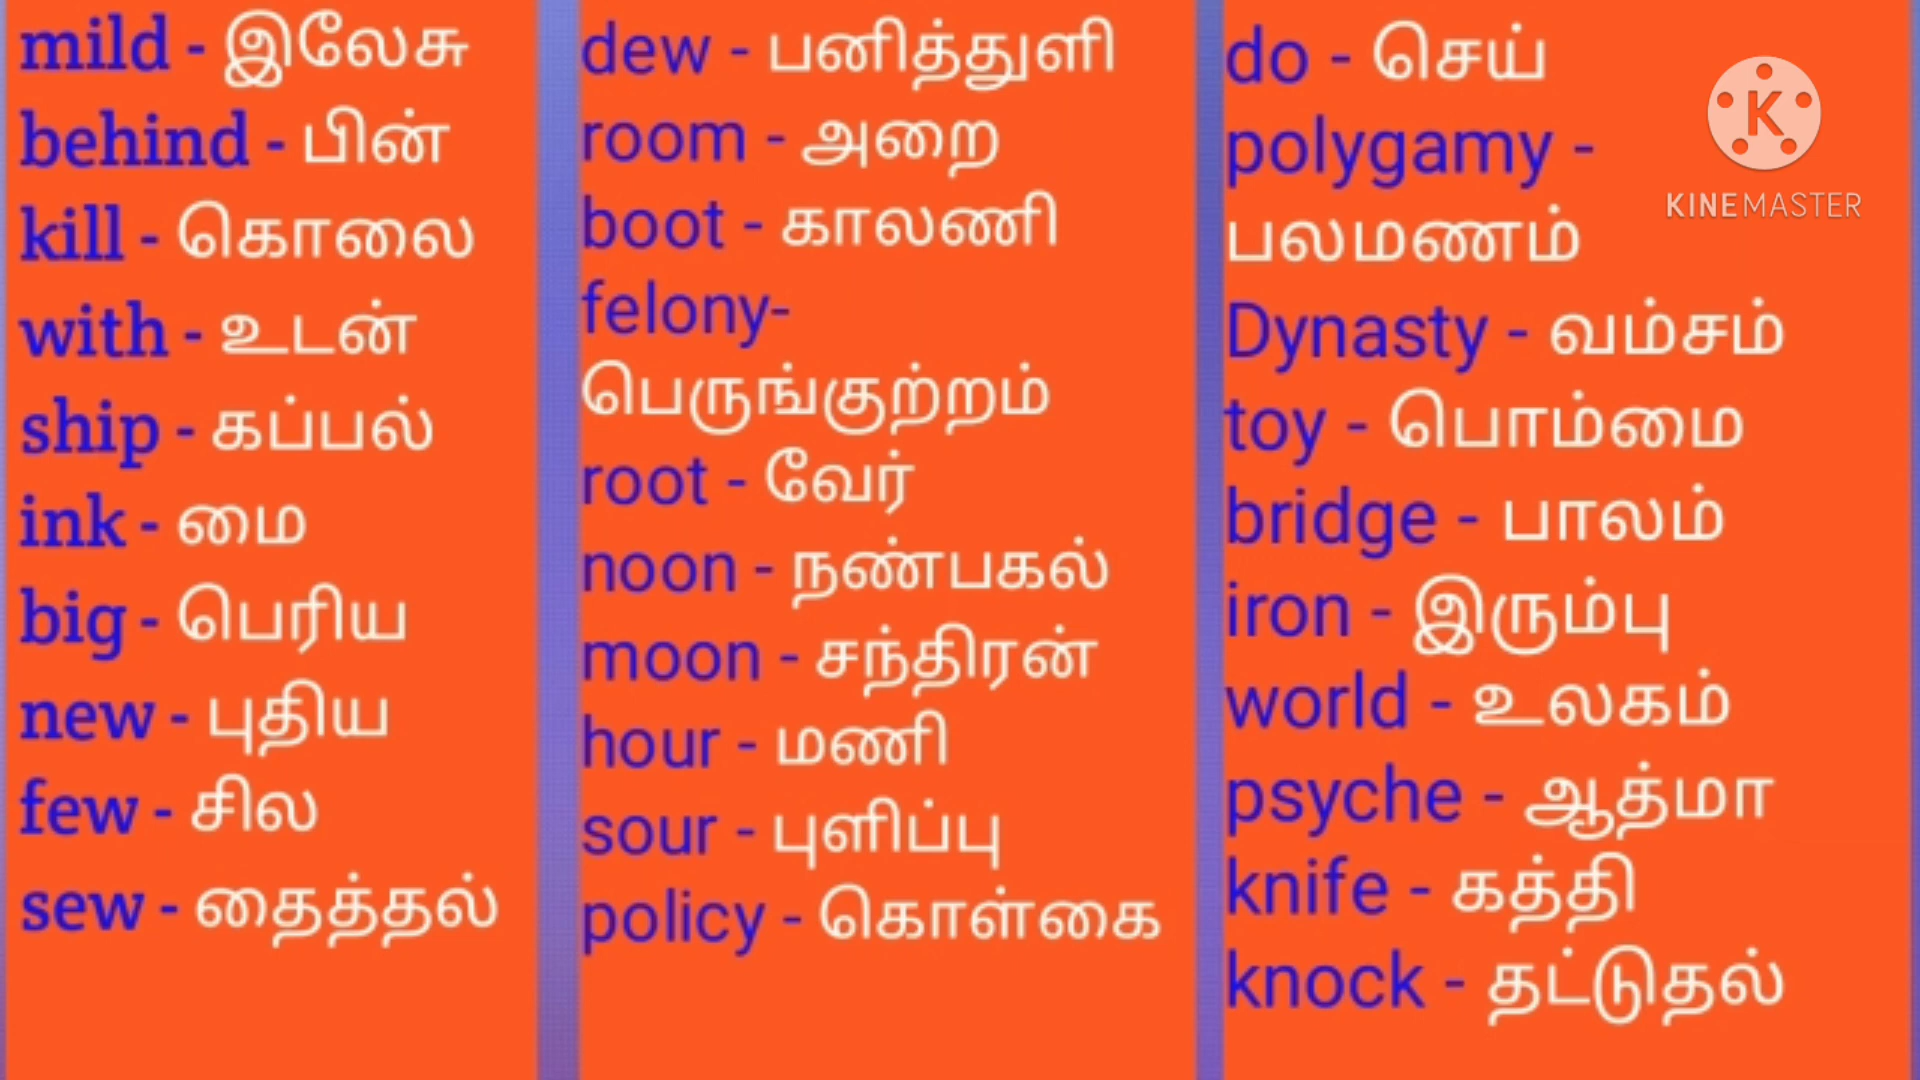 mild - இலேசு
behind - பின்
kill - கொலை
with - உடன்
ship - கப்பல்
ink - மை
big - பெரிய
new - புதிய
few - சில
sew - தைத்தல்
dew - பனித்துளி
room - அறை
boot - காலணி
felony-
பெருங்குற்றம்
root - வேர்
noon - நண்பகல்
moon - சந்திரன்
hour - மணி
sour - புளிப்பு
policy - கொள்கை
do - செய்
polygamy -
பலமணம்
Dynasty - வம்சம்
toy - பொம்மை
bridge - பாலம்
iron - இரும்பு
world - உலகம்
psyche - ஆத்மா
knife - கத்தி
knock - தட்டுதல்
K
KINEMASTER